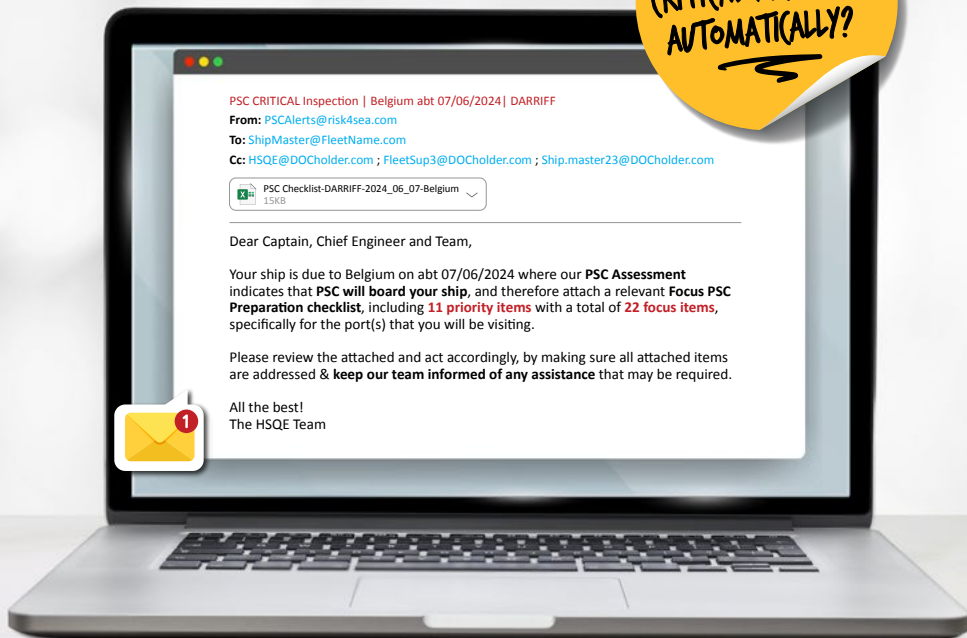 AUTOMATICALLY?
PSC CRITICAL Inspection | Belgium abt 07/06/2024| DARRIFF
From: PSCAlerts@risk4sea.com
To: ShipMaster@FleetName.com
Cc: HSQE@DOCholder.com ; FleetSup3@DOCholder.com ; Ship.master23@DOCholder.com
PSC Checklist-DARRIFF-2024_06_07-Belgium
15KB
Dear Captain, Chief Engineer and Team,
Your ship is due to Belgium on abt 07/06/2024 where our PSC Assessment
indicates that PSC will board your ship, and therefore attach a relevant Focus PSC
Preparation checklist, including 11 priority items with a total of 22 focus items,
specifically for the port(s) that you will be visiting.
Please review the attached and act accordingly, by making sure all attached items
are addressed & keep our team informed of any assistance that may be required.
All the best!
The HSQE Team
1